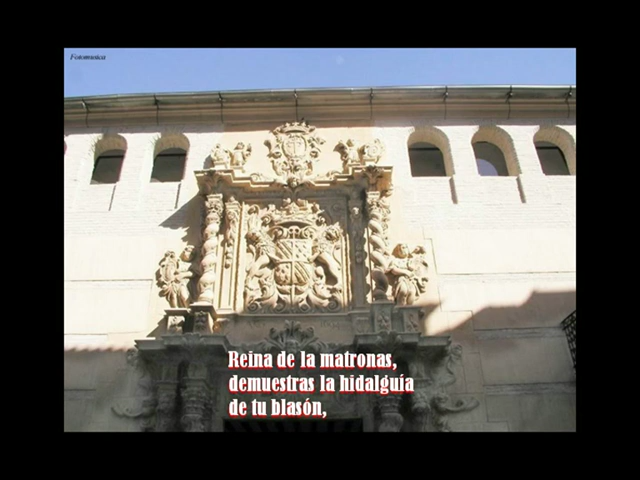 Fotomusica
Reina de la matronas,
demuestras la hidalguía
de tu blasón,